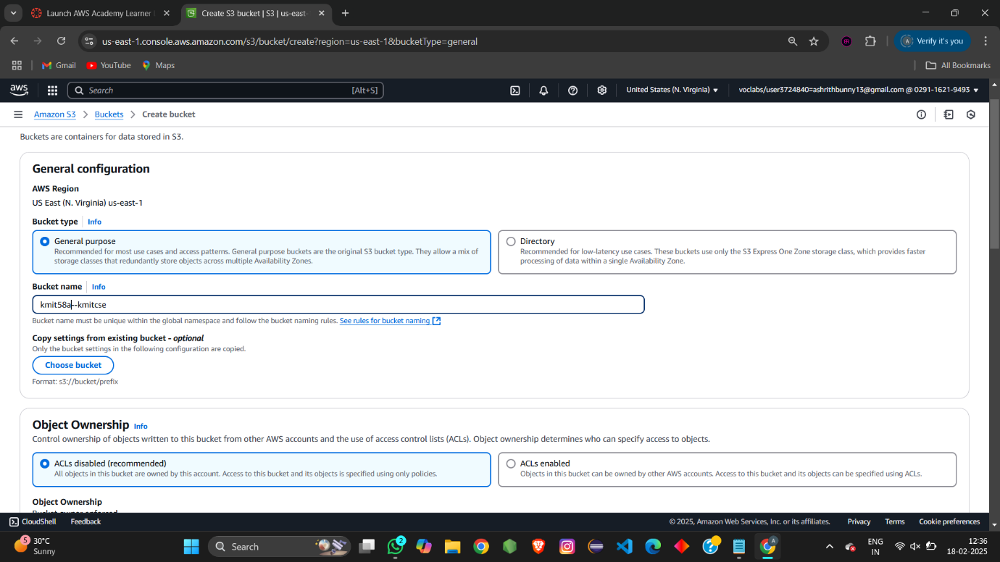 Launch AWS Academy Learner
Create S3 bucket | S3 | us-east-
us-east-1.console.aws.amazon.com/s3/bucket/create?region=us-east-1&bucketType=general
BR
A
Verify it's you
Gmail
YouTube
Maps
All Bookmarks
aws
Search
[Alt+S]
United States (N. Virginia)
voclabs/user3724840=ashrithbunny13@gmail.com @ 0291-1621-9493
Amazon S3
Buckets
Create bucket
Buckets are containers for data stored in S3.
General configuration
AWS Region
US East (N. Virginia) us-east-1
Bucket type
Info
General purpose
Recommended for most use cases and access patterns. General purpose buckets are the original S3 bucket type. They allow a mix of
storage classes that redundantly store objects across multiple Availability Zones.
Directory
Recommended for low-latency use cases. These buckets use only the S3 Express One Zone storage class, which provides faster
processing of data within a single Availability Zone.
Bucket name
Info
kmit58a--kmitcse
Bucket name must be unique within the global namespace and follow the bucket naming rules. See rules for bucket naming
Copy settings from existing bucket - optional
Only the bucket settings in the following configuration are copied.
Choose bucket
Format: s3://bucket/prefix
Object Ownership
Info
Control ownership of objects written to this bucket from other AWS accounts and the use of access control lists (ACLs). Object ownership determines who can specify access to objects.
ACLs disabled (recommended)
All objects in this bucket are owned by this account. Access to this bucket and its objects is specified using only policies.
ACLs enabled
Objects in this bucket can be owned by other AWS accounts. Access to this bucket and its objects can be specified using ACLs.
Object Ownership
Bucket owner enforced
CloudShell
Feedback
© 2025, Amazon Web Services, Inc. or its affiliates.
Privacy
Terms
Cookie preferences
5
30°C
Sunny
Search
2
A
ENG
IN
12:36
18-02-2025